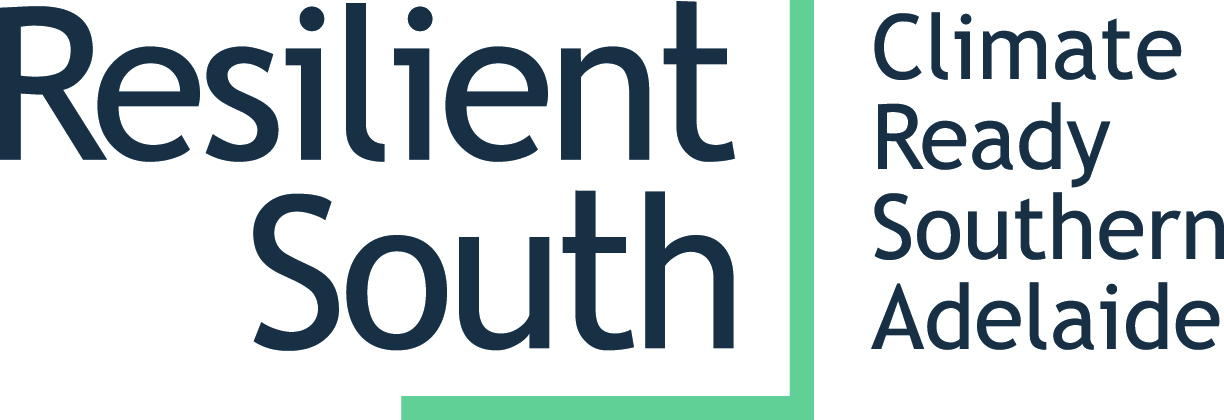 Resilient
South
Climate
Ready
Southern
Adelaide